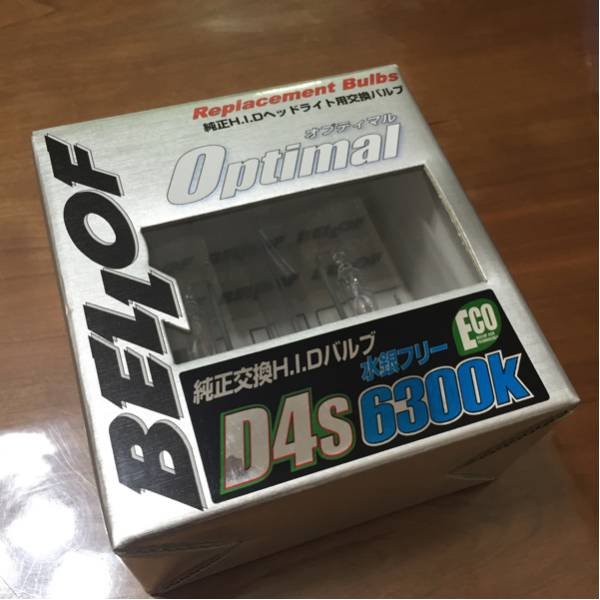 Replacement Bulbs
純正H.I.Dヘッドライト用交換バルブ
オプティマル
Optimal
BELLOF
純正交換H.I.Dバルブ
水銀フリー
ECO
D4s 6300k